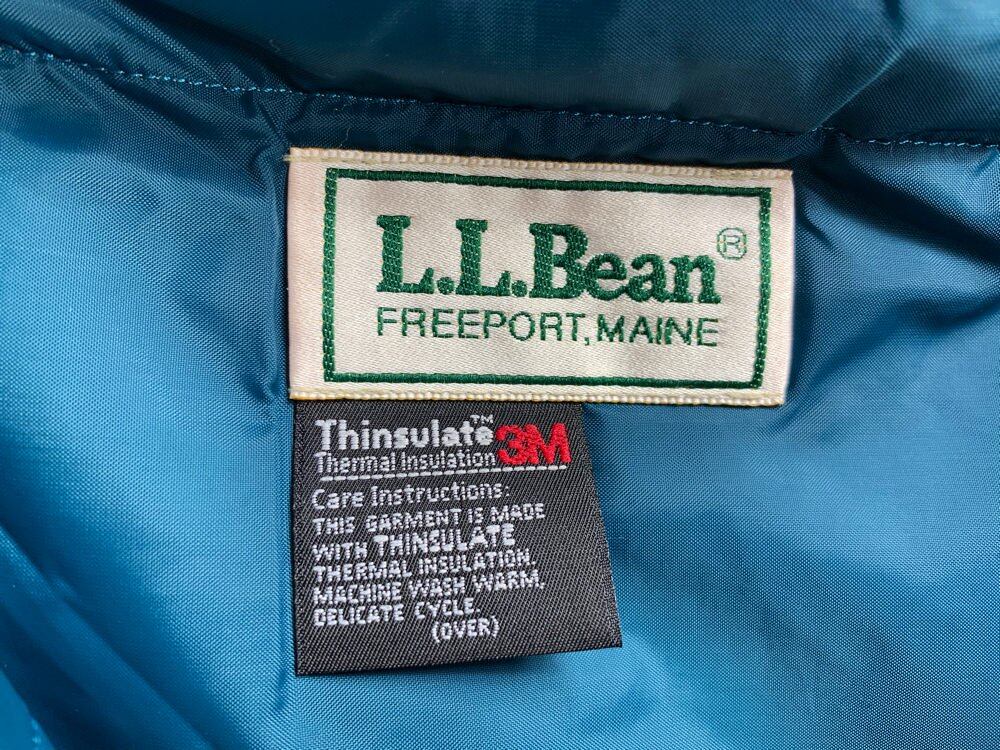 L.L.Bean®
FREEPORT, MAINE
Thinsulate™ 3M
Thermal Insulation
Care Instructions:
THIS GARMENT IS MADE
WITH THINSULATE
THERMAL INSULATION.
MACHINE WASH WARM,
DELICATE CYCLE.
(OVER)